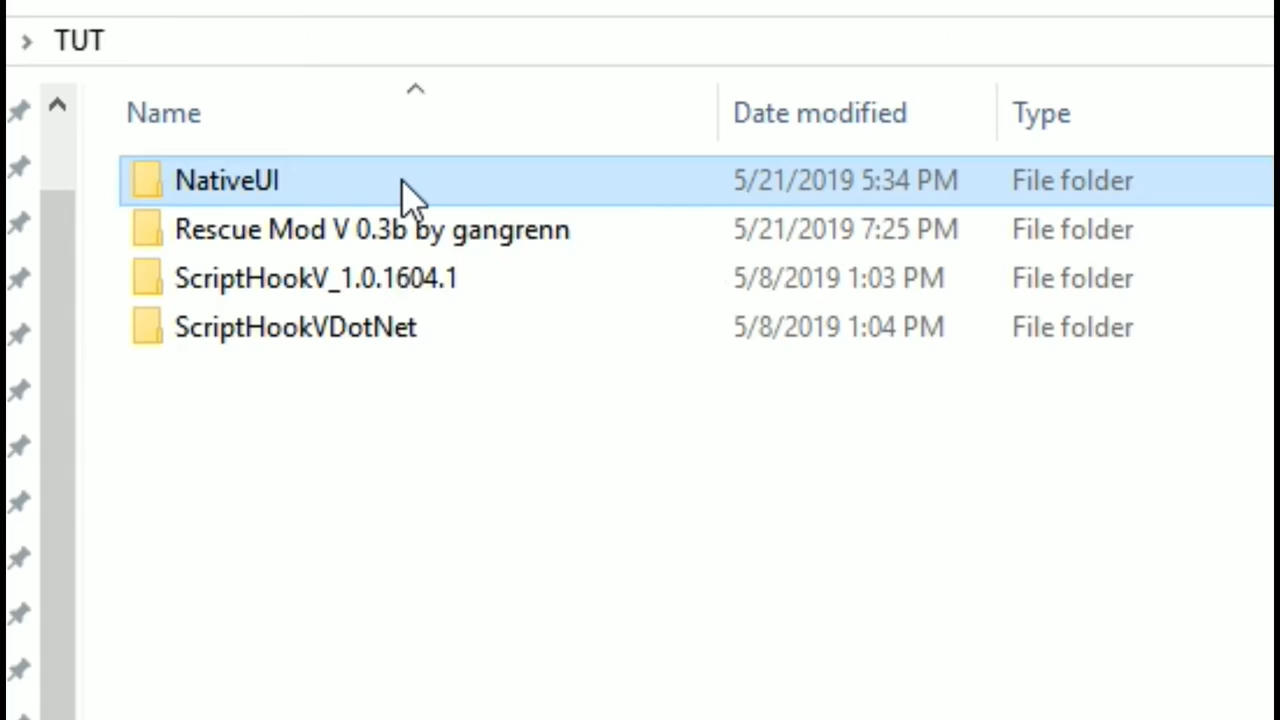 TUT
Name Date modified Type
NativeUI 5/21/2019 5:34 PM File folder
Rescue Mod V 0.3b by gangrenn 5/21/2019 7:25 PM File folder
ScriptHookV_1.0.1604.1 5/8/2019 1:03 PM File folder
ScriptHookVDotNet 5/8/2019 1:04 PM File folder